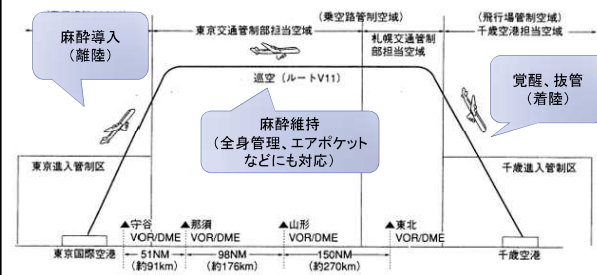 (乗空路管制空域)
(飛行場管制空域)
東京交通管制部担当空域
札幌交通管制
部担当空域
千歳空港担当空域
麻酔導入
(離陸)
巡空(ルートV11)
覚醒、抜管
(着陸)
麻酔維持
(全身管理、エアポケット
などにも対応)
東京進入管制区
千歳進入管制区
▲守谷
VOR/DME
▲那須
VOR/DME
▲山形
VOR/DME
▲東北
VOR/DME
東京国際空港
51NM
(約91km)
98NM
(約176km)
150NM
(約270km)
千歳空港